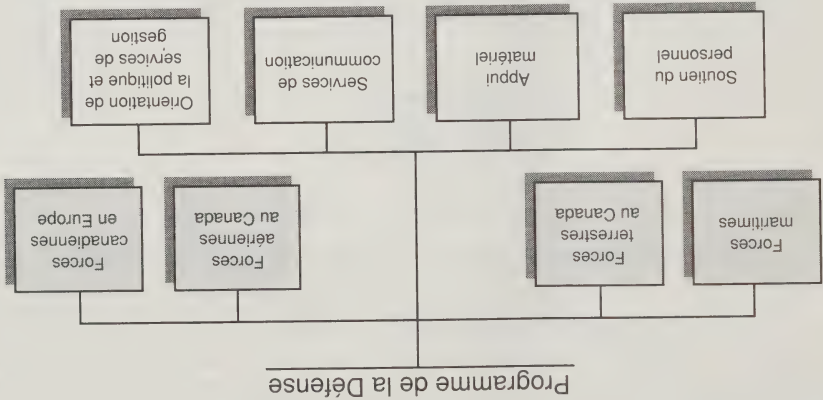 Programme de la Défense
Forces
maritimes
Forces
terrestres
au Canada
Forces
aériennes
au Canada
Forces
canadiennes
en Europe
Soutien du
personnel
Appui
matériel
Services de
communication
Orientation de
la politique et
services de
gestion